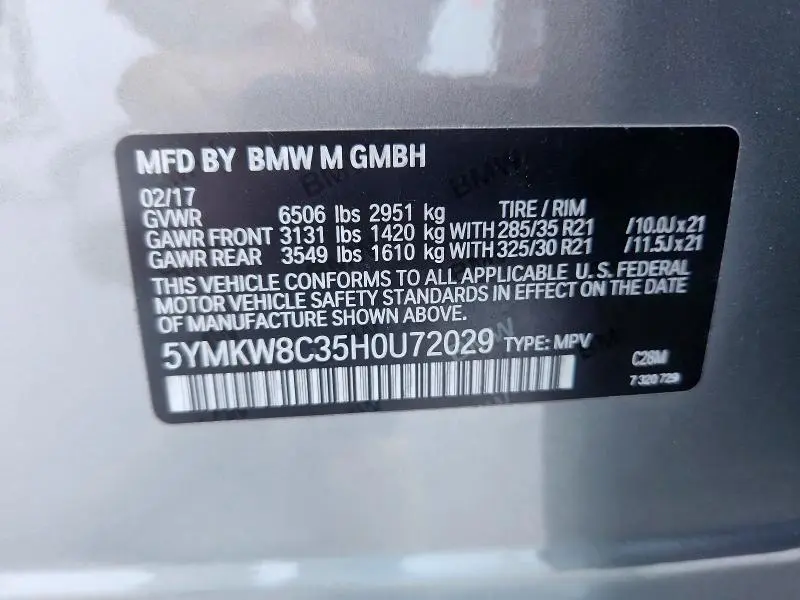 MFD BY BMW M GMBH
02/17
GVWR 6506 lbs 2951 kg TIRE / RIM
GAWR FRONT 3131 lbs 1420 kg WITH 285/35 R21 /10.0J x 21
GAWR REAR 3549 lbs 1610 kg WITH 325/30 R21 /11.5J x 21
THIS VEHICLE CONFORMS TO ALL APPLICABLE U. S. FEDERAL
MOTOR VEHICLE SAFETY STANDARDS IN EFFECT ON THE DATE
OF MANUFACTURE SHOWN ABOVE.
5YMKW8C35H0U72029 TYPE: MPV C28M
7 320 729